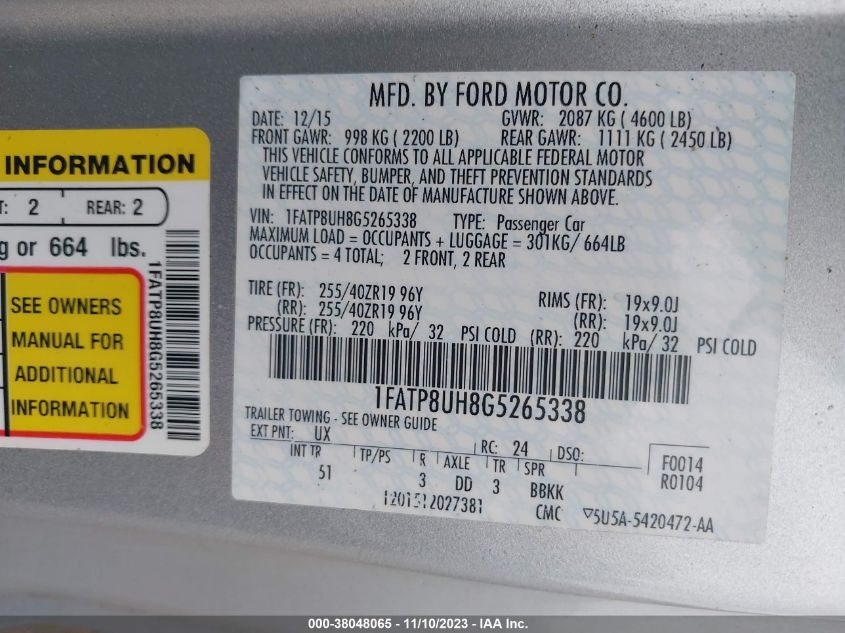 INFORMATION
T: 2 REAR: 2
g or 664 lbs.
SEE OWNERS
MANUAL FOR
ADDITIONAL
INFORMATION
1FATP8UH8G5265338
MFD. BY FORD MOTOR CO.
DATE: 12/15 GVWR: 2087 KG ( 4600 LB)
FRONT GAWR: 998 KG ( 2200 LB) REAR GAWR: 1111 KG ( 2450 LB)
THIS VEHICLE CONFORMS TO ALL APPLICABLE FEDERAL MOTOR
VEHICLE SAFETY, BUMPER, AND THEFT PREVENTION STANDARDS
IN EFFECT ON THE DATE OF MANUFACTURE SHOWN ABOVE.
VIN: 1FATP8UH8G5265338 TYPE: Passenger Car
MAXIMUM LOAD = OCCUPANTS + LUGGAGE = 301KG/ 664LB
OCCUPANTS = 4 TOTAL; 2 FRONT, 2 REAR
TIRE (FR): 255/40ZR19 96Y RIMS (FR): 19x9.0J
(RR): 255/40ZR19 96Y (RR): 19x9.0J
PRESSURE (FR): 220 kPa/ 32 PSI COLD (RR): 220 kPa/ 32 PSI COLD
1FATP8UH8G5265338
TRAILER TOWING - SEE OWNER GUIDE
EXT PNT: UX RC: 24 DSO:
INT TR TP/PS R AXLE TR SPR F0014
51 3 DD 3 BBKK R0104
1201512027381 CMC ▽5U5A-5420472-AA
000-38048065 - 11/10/2023 - IAA Inc.